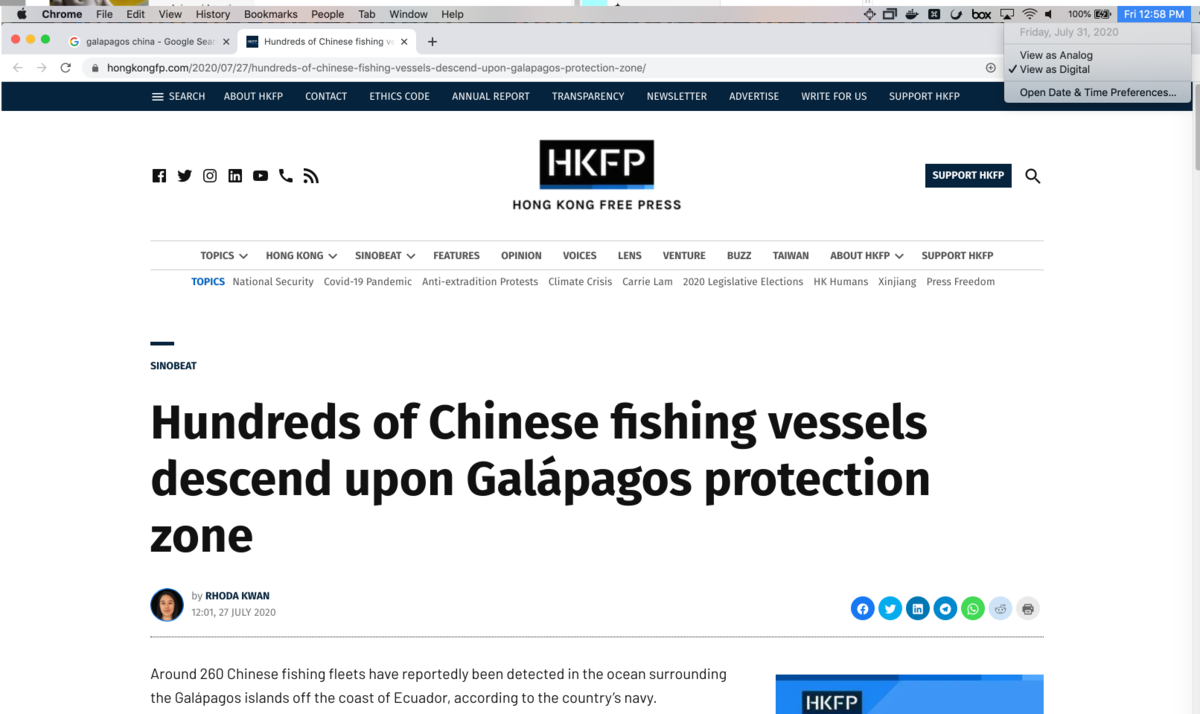 Chrome File Edit View History Bookmarks People Tab Window Help box 100% Fri 12:58 PM
Friday, July 31, 2020
View as Analog
✓ View as Digital
Open Date & Time Preferences...
galapagos china - Google Sear
Hundreds of Chinese fishing ve
hongkongfp.com/2020/07/27/hundreds-of-chinese-fishing-vessels-descend-upon-galapagos-protection-zone/
SEARCH ABOUT HKFP CONTACT ETHICS CODE ANNUAL REPORT TRANSPARENCY NEWSLETTER ADVERTISE WRITE FOR US SUPPORT HKFP
HKFP
HONG KONG FREE PRESS
SUPPORT HKFP
TOPICS HONG KONG SINOBEAT FEATURES OPINION VOICES LENS VENTURE BUZZ TAIWAN ABOUT HKFP SUPPORT HKFP
TOPICS National Security Covid-19 Pandemic Anti-extradition Protests Climate Crisis Carrie Lam 2020 Legislative Elections HK Humans Xinjiang Press Freedom
SINOBEAT
Hundreds of Chinese fishing vessels
descend upon Galápagos protection
zone
by RHODA KWAN
12:01, 27 JULY 2020
Around 260 Chinese fishing fleets have reportedly been detected in the ocean surrounding
the Galápagos islands off the coast of Ecuador, according to the country's navy.
HKFP